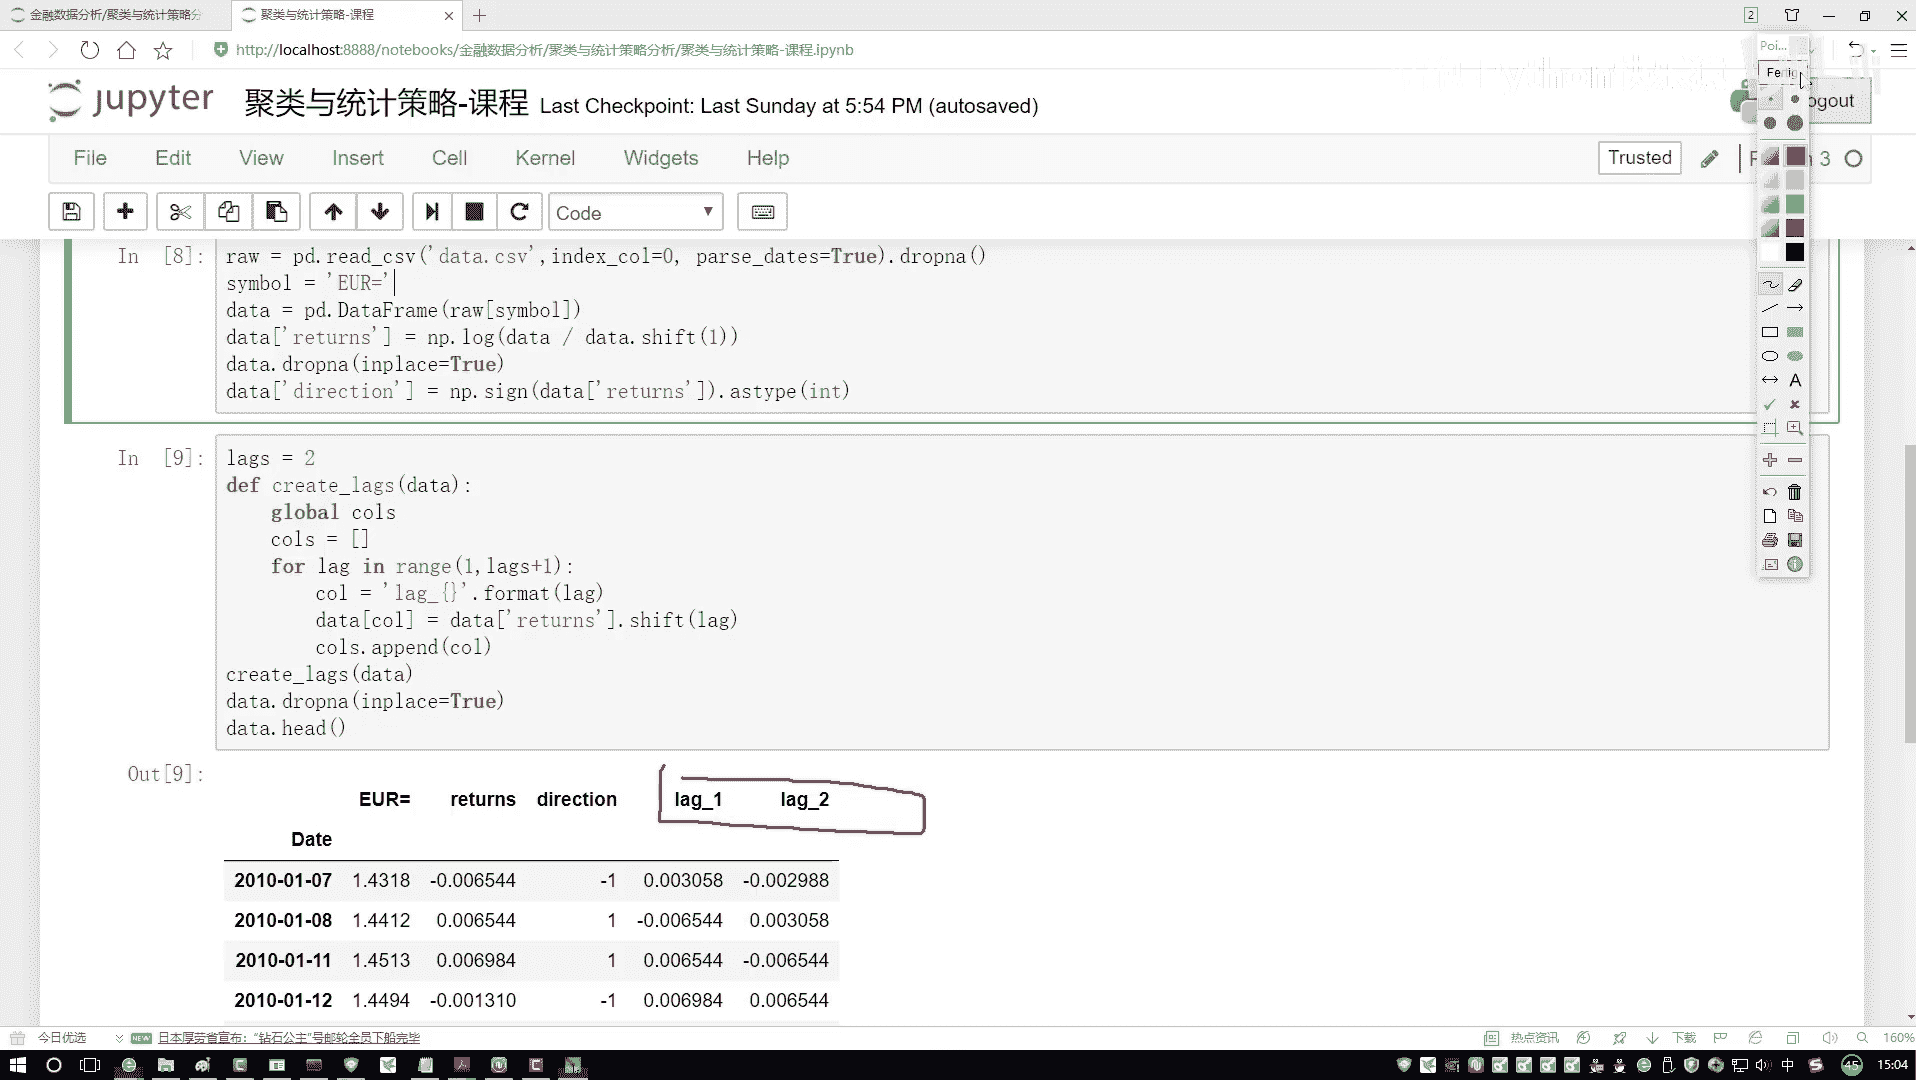 金融数据分析/聚类与统计策略分
聚类与统计策略-课程
2
http://localhost:8888/notebooks/金融数据分析/聚类与统计策略分析/聚类与统计策略-课程.ipynb
Poi...
Fertig
jupyter 聚类与统计策略-课程 Last Checkpoint: Last Sunday at 5:54 PM (autosaved)
ogout
File Edit View Insert Cell Kernel Widgets Help
Trusted
3
Code
In [8]:
raw = pd.read_csv('data.csv',index_col=0, parse_dates=True).dropna()
symbol = 'EUR='
data = pd.DataFrame(raw[symbol])
data['returns'] = np.log(data / data.shift(1))
data.dropna(inplace=True)
data['direction'] = np.sign(data['returns']).astype(int)
In [9]:
lags = 2
def create_lags(data):
global cols
cols = []
for lag in range(1,lags+1):
col = 'lag_{}'.format(lag)
data[col] = data['returns'].shift(lag)
cols.append(col)
create_lags(data)
data.dropna(inplace=True)
data.head()
Out[9]:
EUR= returns direction lag_1 lag_2
Date
2010-01-07 1.4318 -0.006544 -1 0.003058 -0.002988
2010-01-08 1.4412 0.006544 1 -0.006544 0.003058
2010-01-11 1.4513 0.006984 1 0.006544 -0.006544
2010-01-12 1.4494 -0.001310 -1 0.006984 0.006544
今日优选 NEW 日本厚劳省宣布:“钻石公主”号邮轮全员下船完毕
热点资讯 下载 160%
中 45 15:04